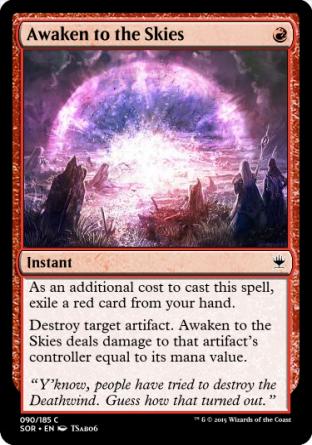 Awaken to the Skies
Instant
As an additional cost to cast this spell,
exile a red card from your hand.
Destroy target artifact. Awaken to the
Skies deals damage to that artifact's
controller equal to its mana value.
“Y'know, people have tried to destroy the
Deathwind. Guess how that turned out.”
090/185 C
SOR • EN TSabo6
™ & © 2015 Wizards of the Coast